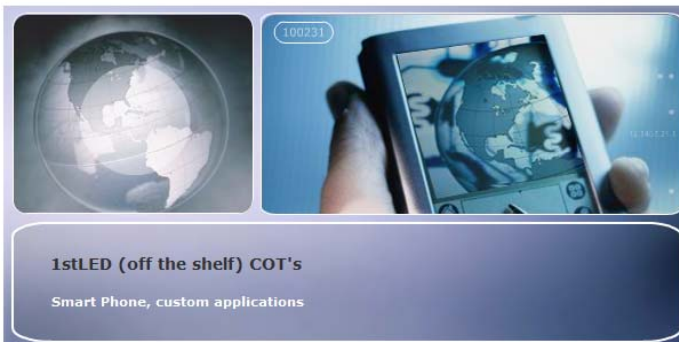 100231
1stLED (off the shelf) COT's
Smart Phone, custom applications